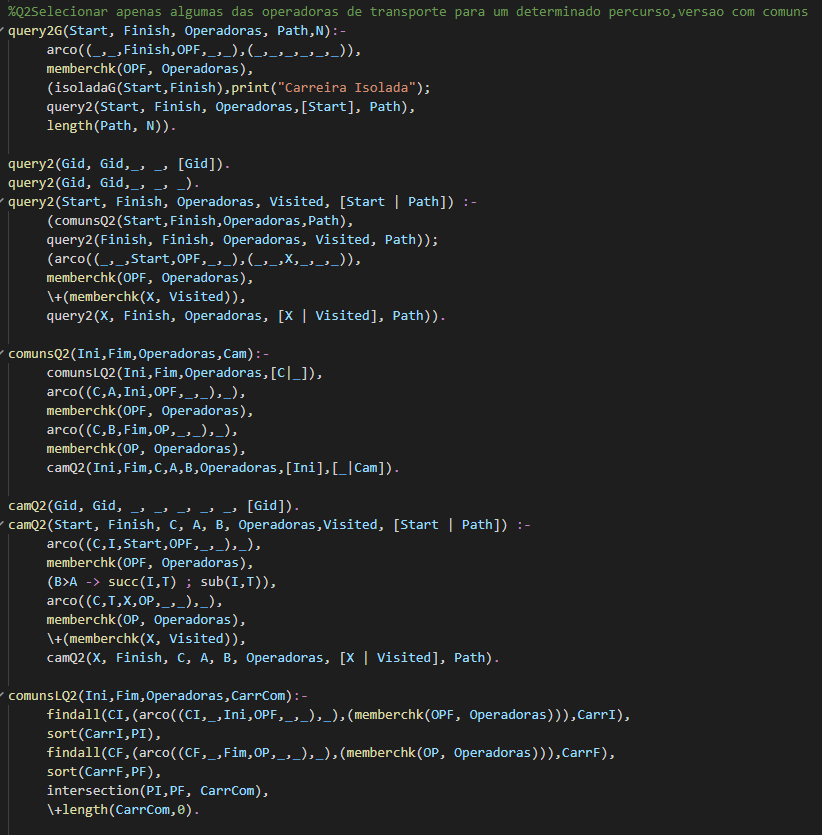 %Q2Selecionar apenas algumas das operadoras de transporte para um determinado percurso,versao com comuns
query2G(Start, Finish, Operadoras, Path,N):-
arco((_,_,Finish,OPF,_,_),(_,_,_,_,_,_)),
memberchk(OPF, Operadoras),
(isoladaG(Start,Finish),print("Carreira Isolada");
query2(Start, Finish, Operadoras,[Start], Path),
length(Path, N)).
query2(Gid, Gid,_, _, [Gid]).
query2(Gid, Gid,_, _, _).
query2(Start, Finish, Operadoras, Visited, [Start | Path]) :-
(comunsQ2(Start,Finish,Operadoras,Path),
query2(Finish, Finish, Operadoras, Visited, Path));
(arco((_,_,Start,OPF,_,_),(_,_,X,_,_,_)),
memberchk(OPF, Operadoras),
\+(memberchk(X, Visited)),
query2(X, Finish, Operadoras, [X | Visited], Path)).
comunsQ2(Ini,Fim,Operadoras,Cam):-
comunsLQ2(Ini,Fim,Operadoras,[C|_]),
arco((C,A,Ini,OPF,_,_),_),
memberchk(OPF, Operadoras),
arco((C,B,Fim,OP,_,_),_),
memberchk(OP, Operadoras),
camQ2(Ini,Fim,C,A,B,Operadoras,[Ini],[_|Cam]).
camQ2(Gid, Gid, _, _, _, _, _, [Gid]).
camQ2(Start, Finish, C, A, B, Operadoras,Visited, [Start | Path]) :-
arco((C,I,Start,OPF,_,_),_),
memberchk(OPF, Operadoras),
(B>A -> succ(I,T) ; sub(I,T)),
arco((C,T,X,OP,_,_),_),
memberchk(OP, Operadoras),
\+(memberchk(X, Visited)),
camQ2(X, Finish, C, A, B, Operadoras, [X | Visited], Path).
comunsLQ2(Ini,Fim,Operadoras,CarrCom):-
findall(CI,(arco((CI,_,Ini,OPF,_,_),_),(memberchk(OPF, Operadoras))),CarrI),
sort(CarrI,PI),
findall(CF,(arco((CF,_,Fim,OP,_,_),_),(memberchk(OP, Operadoras))),CarrF),
sort(CarrF,PF),
intersection(PI,PF, CarrCom),
\+length(CarrCom,0).